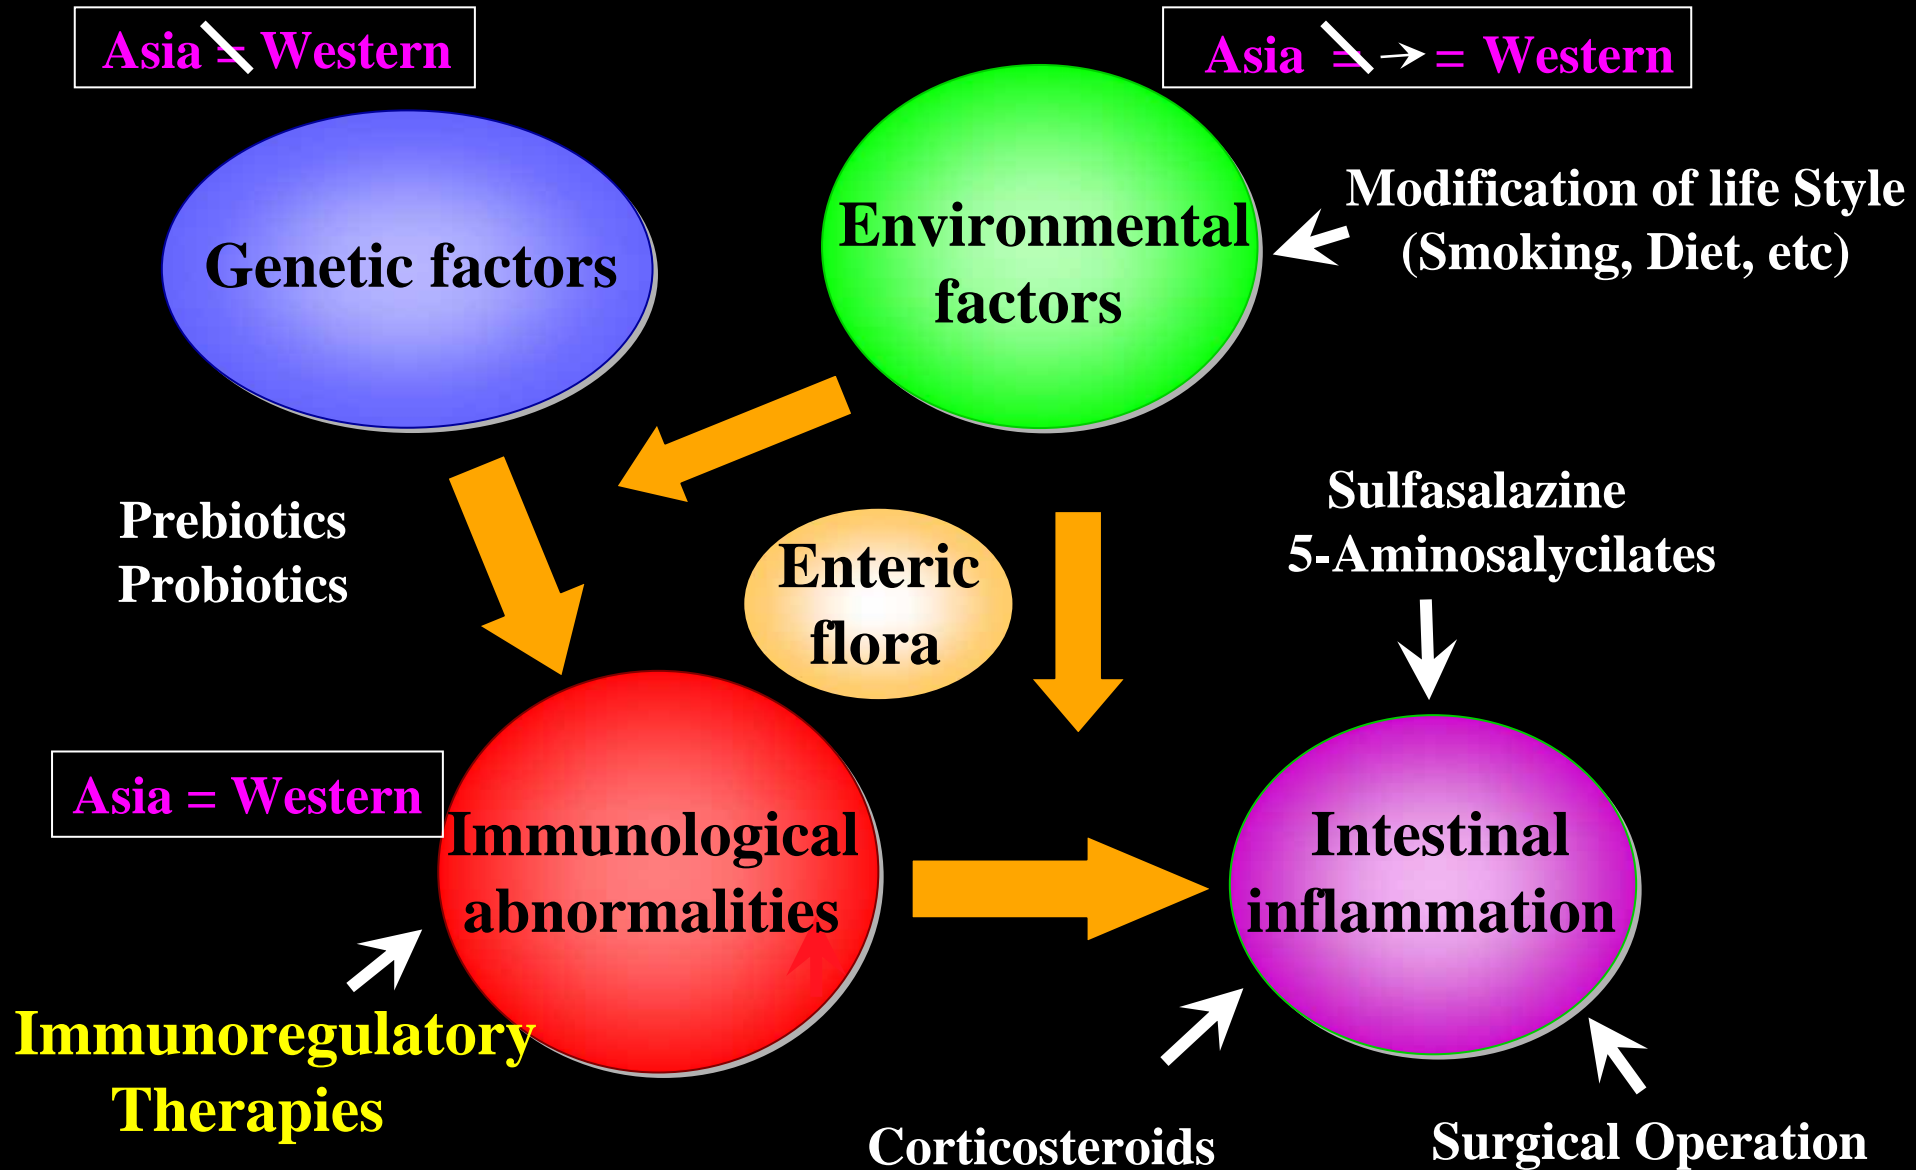 Asia = Western
Asia = → = Western
Genetic factors
Environmental
factors
Modification of life Style
(Smoking, Diet, etc)
Prebiotics
Probiotics
Enteric
flora
Sulfasalazine
5-Aminosalycilates
Asia = Western
Immunological
abnormalities
Intestinal
inflammation
Immunoregulatory
Therapies
Corticosteroids
Surgical Operation